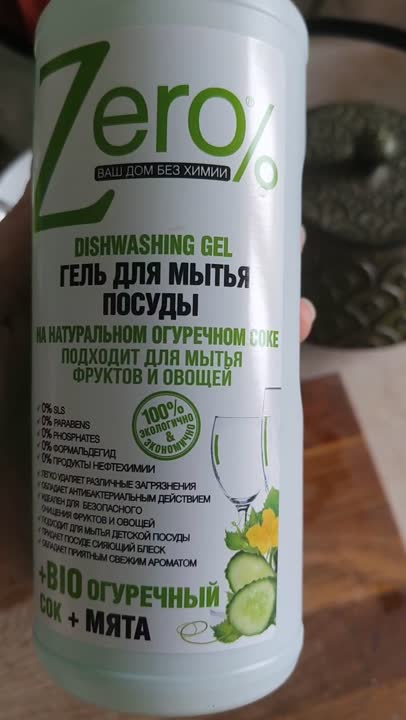 Zero%®
ВАШ ДОМ БЕЗ ХИМИИ
DISHWASHING GEL
ГЕЛЬ ДЛЯ МЫТЬЯ
ПОСУДЫ
НА НАТУРАЛЬНОМ ОГУРЕЧНОМ СОКЕ
ПОДХОДИТ ДЛЯ МЫТЬЯ
ФРУКТОВ И ОВОЩЕЙ
✓ 0% SLS
✓ 0% PARABENS
✓ 0% PHOSPHATES
✓ 0% ФОРМАЛЬДЕГИД
✓ 0% ПРОДУКТЫ НЕФТЕХИМИИ
100%
ЭКОЛОГИЧНО
&
ЭКОНОМИЧНО
✓ ЛЕГКО УДАЛЯЕТ РАЗЛИЧНЫЕ ЗАГРЯЗНЕНИЯ
✓ ОБЛАДАЕТ АНТИБАКТЕРИАЛЬНЫМ ДЕЙСТВИЕМ
✓ ИДЕАЛЕН ДЛЯ БЕЗОПАСНОГО
ОЧИЩЕНИЯ ФРУКТОВ И ОВОЩЕЙ
✓ ПОДХОДИТ ДЛЯ МЫТЬЯ ДЕТСКОЙ ПОСУДЫ
✓ ПРИДАЕТ ПОСУДЕ СИЯЮЩИЙ БЛЕСК
✓ ОБЛАДАЕТ ПРИЯТНЫМ СВЕЖИМ АРОМАТОМ
+BIO ОГУРЕЧНЫЙ
СОК + МЯТА